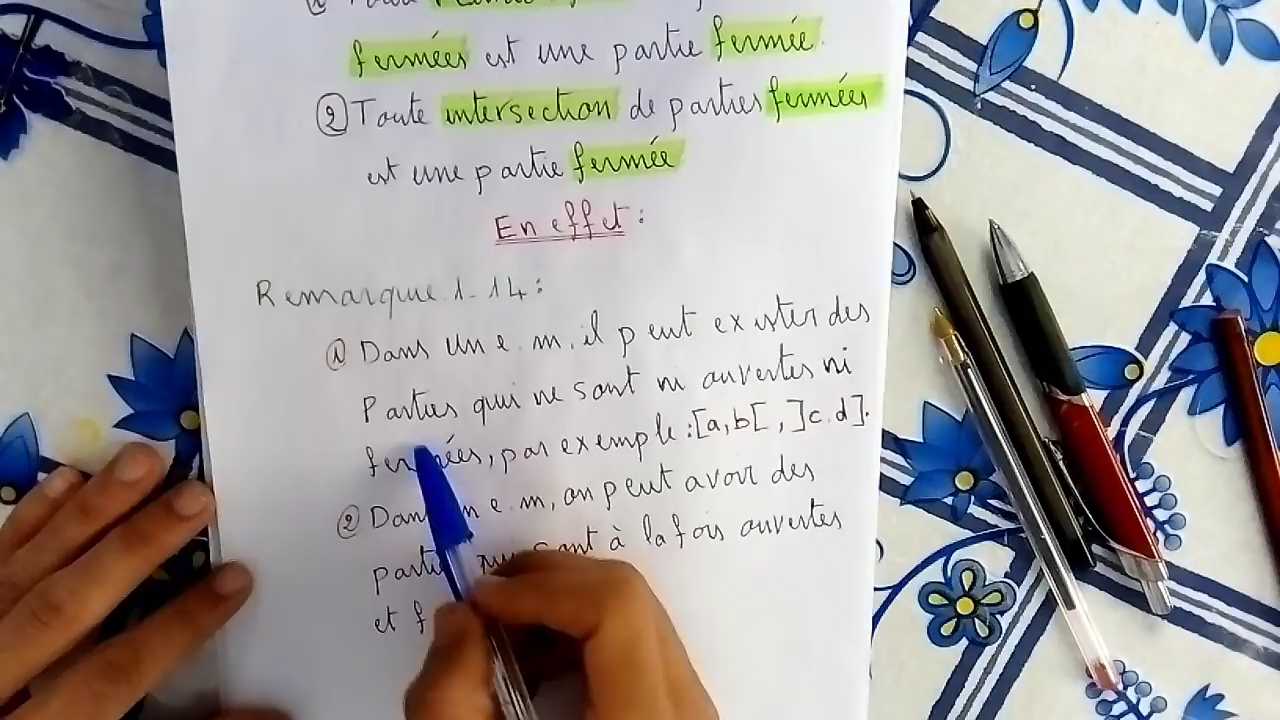 fermées est une partie fermée.
② Toute intersection de parties fermées
est une partie fermée
En effet :
Remarque 1-14 :
① Dans un e.m, il peut exister des
Parties qui ne sont ni ouvertes ni
fermées, par exemple : [a,b[ , ]c.d].
② Dans un e.m, on peut avoir des
sont à la fois ouvertes
et